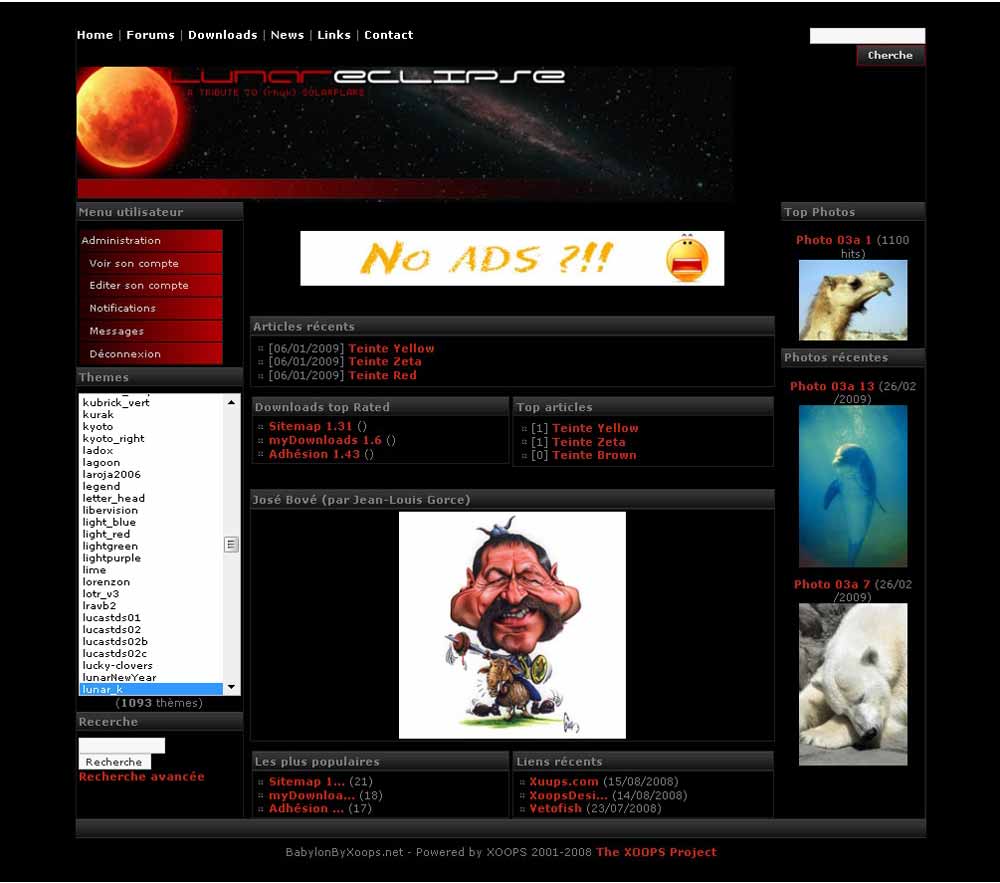 Home | Forums | Downloads | News | Links | Contact
Cherche
LUNARECLIPSE
A TRIBUTE TO (PHQK) SOLARFLARE
Menu utilisateur
Administration
Voir son compte
Editer son compte
Notifications
Messages
Déconnexion
Themes
kubrick_vert
kurak
kyoto
kyoto_right
ladox
lagoon
laroja2006
legend
letter_head
libervision
light_blue
light_red
lightgreen
lightpurple
lime
lorenzon
lotr_v3
lravb2
lucastds01
lucastds02
lucastds02b
lucastds02c
lucky-clovers
lunarNewYear
lunar_k
(1093 thèmes)
Recerche
Recherche
Recherche avancée
No ADS ?!!
Articles récents
[06/01/2009] Teinte Yellow
[06/01/2009] Teinte Zeta
[06/01/2009] Teinte Red
Downloads top Rated
Sitemap 1.31 ()
myDownloads 1.6 ()
Adhésion 1.43 ()
Top articles
[1] Teinte Yellow
[1] Teinte Zeta
[0] Teinte Brown
José Bové (par Jean-Louis Gorce)
Les plus populaires
Sitemap 1... (21)
myDownloa... (18)
Adhésion ... (17)
Liens récents
Xuups.com (15/08/2008)
XoopsDesi... (14/08/2008)
Vetofish (23/07/2008)
Top Photos
Photo 03a 1 (1100
hits)
Photos récentes
Photo 03a 13 (26/02
/2009)
Photo 03a 7 (26/02
/2009)
BabylonByXoops.net - Powered by XOOPS 2001-2008 The XOOPS Project